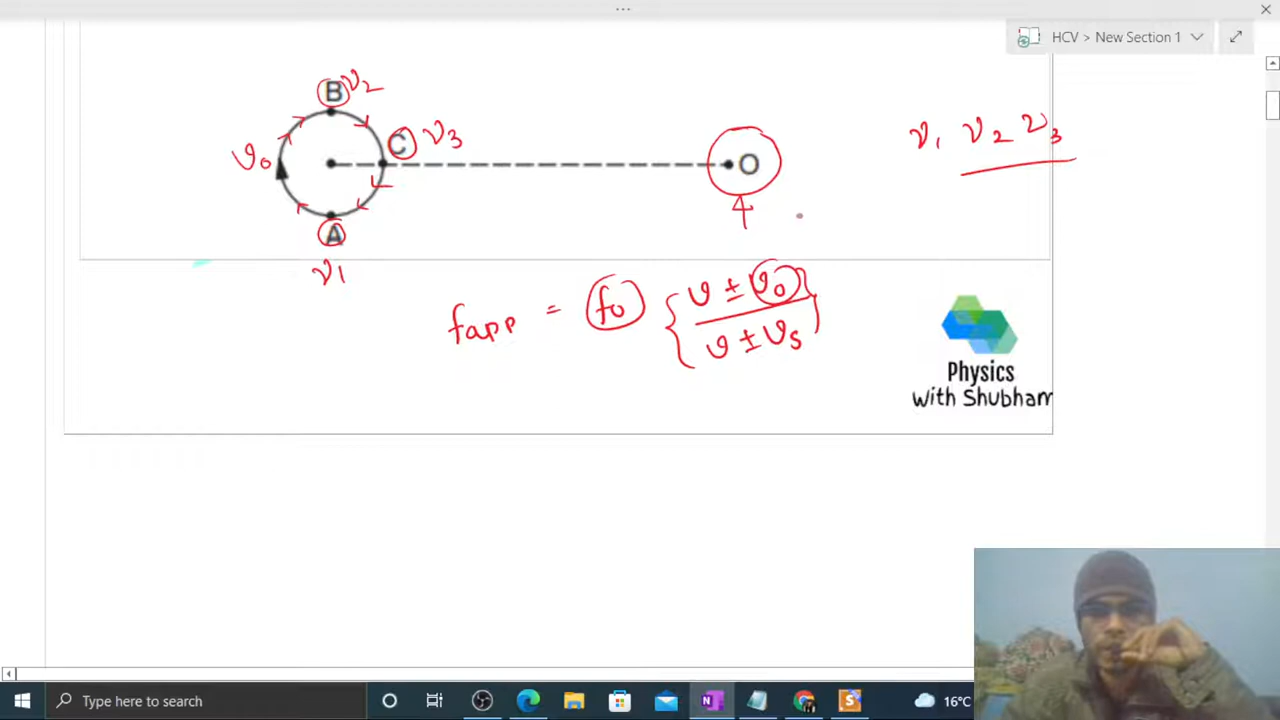 HCV > New Section 1
B ν2
C ν3
ν1 ν2 ν3
v0
O
4
A
ν1
fapp = f0 { v ± v0 / v ± vs }
Physics
with Shubham
Type here to search
16°C